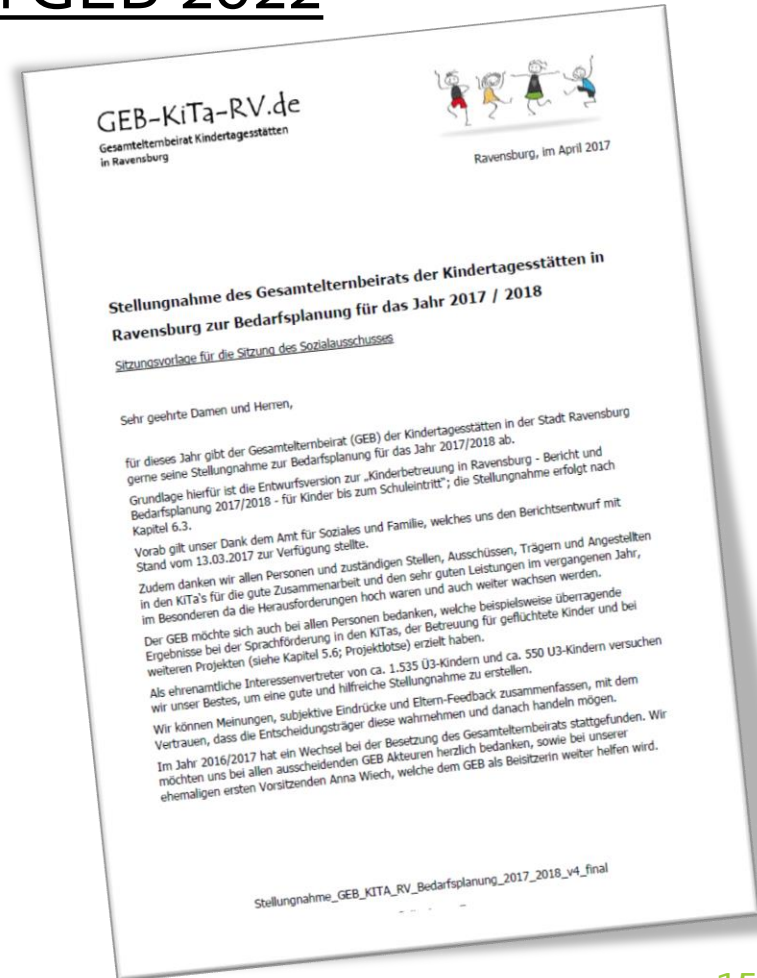 GEB 2022
GEB-KiTa-RV.de
Gesamtelternbeirat Kindertagesstätten
in Ravensburg
Ravensburg, im April 2017
Stellungnahme des Gesamtelternbeirats der Kindertagesstätten in
Ravensburg zur Bedarfsplanung für das Jahr 2017 / 2018
Sitzungsvorlage für die Sitzung des Sozialausschusses
Sehr geehrte Damen und Herren,
für dieses Jahr gibt der Gesamtelternbeirat (GEB) der Kindertagesstätten in der Stadt Ravensburg
gerne seine Stellungnahme zur Bedarfsplanung für das Jahr 2017/2018 ab.
Grundlage hierfür ist die Entwurfsversion zur „Kinderbetreuung in Ravensburg - Bericht und
Bedarfsplanung 2017/2018 - für Kinder bis zum Schuleintritt"; die Stellungnahme erfolgt nach
Kapitel 6.3.
Vorab gilt unser Dank dem Amt für Soziales und Familie, welches uns den Berichtsentwurf mit
Stand vom 13.03.2017 zur Verfügung stellte.
Zudem danken wir allen Personen und zuständigen Stellen, Ausschüssen, Trägern und Angestellten
in den KiTa's für die gute Zusammenarbeit und den sehr guten Leistungen im vergangenen Jahr,
im Besonderen da die Herausforderungen hoch waren und auch weiter wachsen werden.
Der GEB möchte sich auch bei allen Personen bedanken, welche beispielsweise überragende
Ergebnisse bei der Sprachförderung in den KiTas, der Betreuung für geflüchtete Kinder und bei
weiteren Projekten (siehe Kapitel 5.6; Projektlotse) erzielt haben.
Als ehrenamtliche Interessenvertreter von ca. 1.535 Ü3-Kindern und ca. 550 U3-Kindern versuchen
wir unser Bestes, um eine gute und hilfreiche Stellungnahme zu erstellen.
Wir können Meinungen, subjektive Eindrücke und Eltern-Feedback zusammenfassen, mit dem
Vertrauen, dass die Entscheidungsträger diese wahrnehmen und danach handeln mögen.
Im Jahr 2016/2017 hat ein Wechsel bei der Besetzung des Gesamtelternbeirats stattgefunden. Wir
möchten uns bei allen ausscheidenden GEB Akteuren herzlich bedanken, sowie bei unserer
ehemaligen ersten Vorsitzenden Anna Wiech, welche dem GEB als Beisitzerin weiter helfen wird.
Stellungnahme_GEB_KITA_RV_Bedarfsplanung_2017_2018_v4_final
15